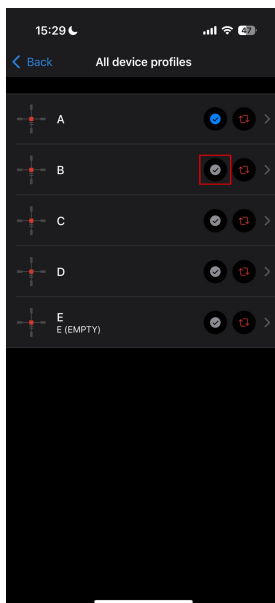 15:29
47
Back
All device profiles
A
B
C
D
E
E (EMPTY)